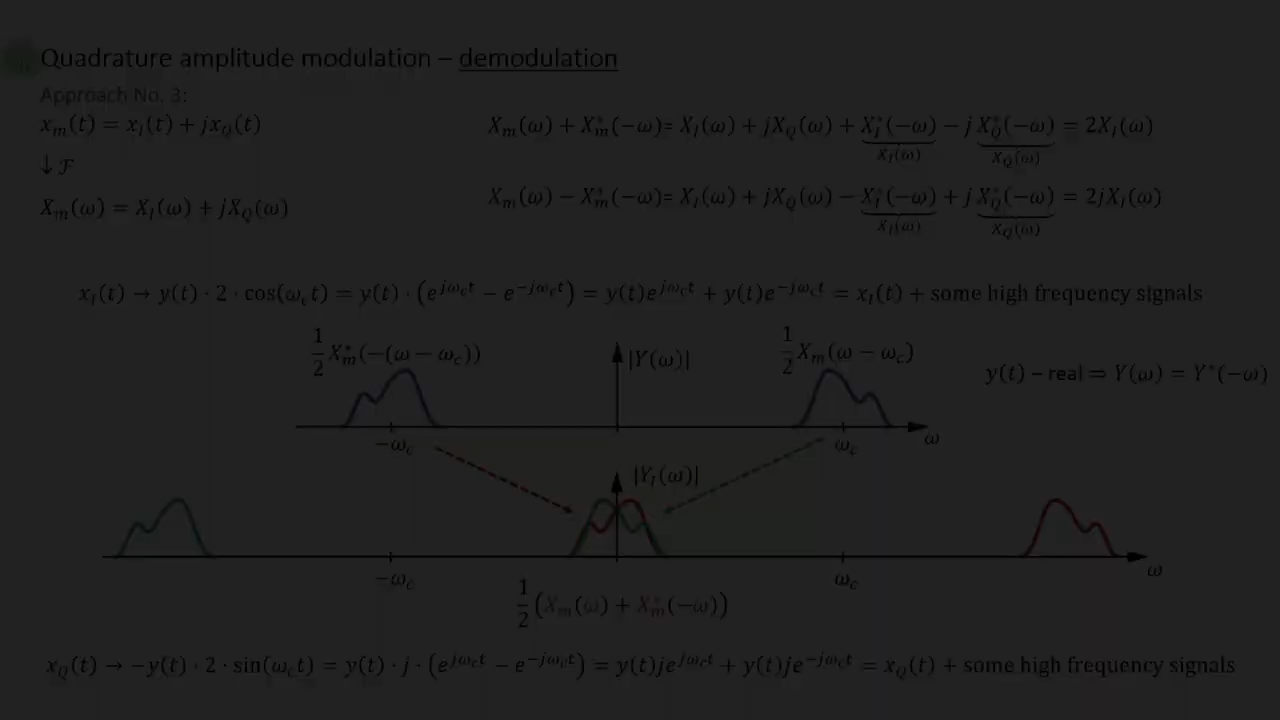 Quadrature amplitude modulation – demodulation
Approach No. 3:
x_m(t) = x_I(t) + jx_Q(t)
↓ ℱ
X_m(ω) = X_I(ω) + jX_Q(ω)
X_m(ω) + X_m^*(−ω)= X_I(ω) + jX_Q(ω) + X_I^*(−ω) − j X_Q^*(−ω) = 2X_I(ω)
X_I(ω) X_Q(ω)
X_m(ω) − X_m^*(−ω)= X_I(ω) + jX_Q(ω) − X_I^*(−ω) + j X_Q^*(−ω) = 2jX_I(ω)
X_I(ω) X_Q(ω)
x_I(t) → y(t) · 2 · cos(ω_c t) = y(t) · (e^{jω_c t} − e^{−jω_c t}) = y(t)e^{jω_c t} + y(t)e^{−jω_c t} = x_I(t) + some high frequency signals
1/2 X_m^*(−(ω − ω_c))
|Y(ω)|
1/2 X_m(ω − ω_c)
y(t) – real ⇒ Y(ω) = Y^*(−ω)
−ω_c ω_c ω
|Y_I(ω)|
−ω_c ω_c ω
1/2 (X_m(ω) + X_m^*(−ω))
x_Q(t) → −y(t) · 2 · sin(ω_c t) = y(t) · j · (e^{jω_c t} − e^{−jω_c t}) = y(t)je^{jω_c t} + y(t)je^{−jω_c t} = x_Q(t) + some high frequency signals